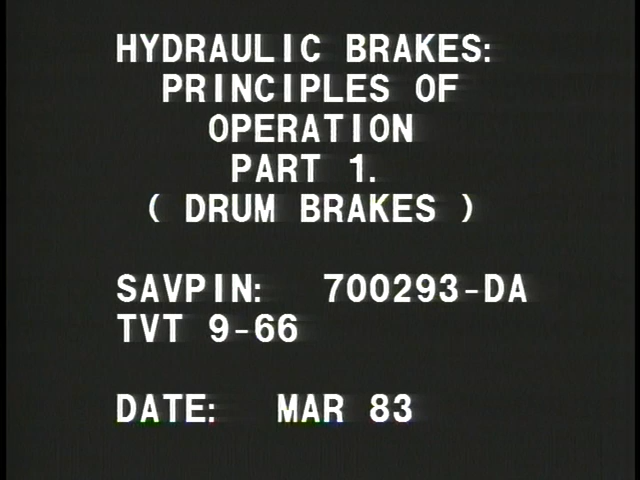 HYDRAULIC BRAKES:
PRINCIPLES OF
OPERATION
PART 1.
( DRUM BRAKES )
SAVPIN: 700293-DA
TVT 9-66
DATE: MAR 83